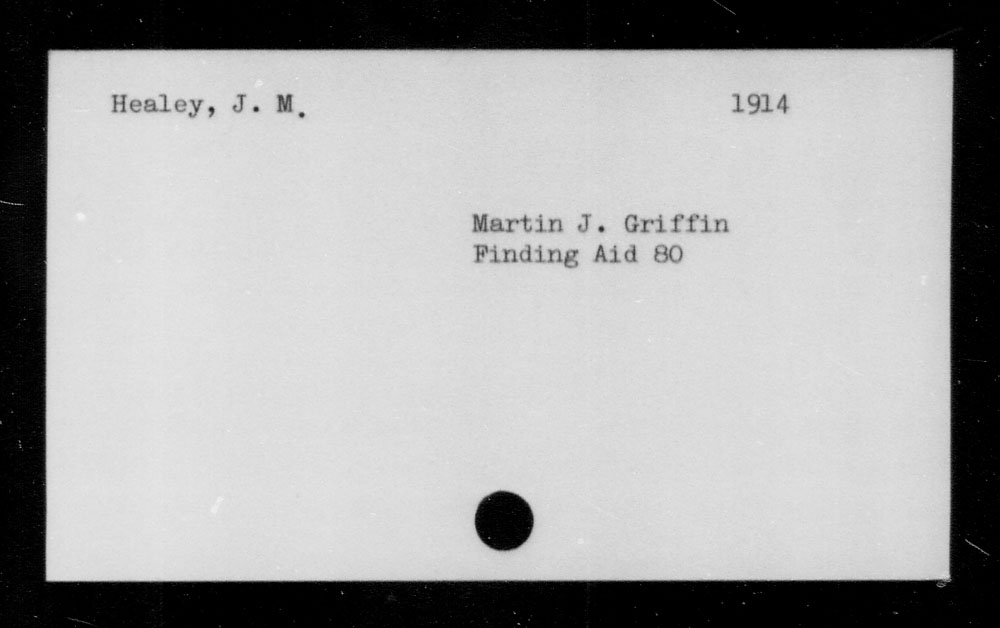 Healey, J. M. 1914
Martin J. Griffin
Finding Aid 80